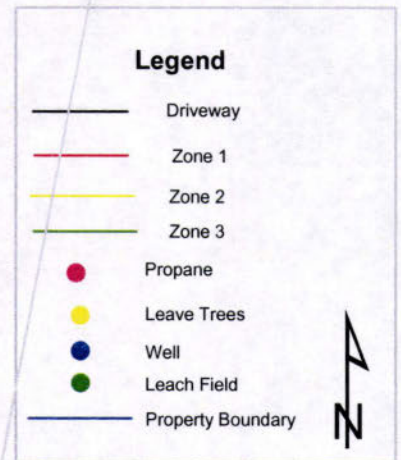 Legend
Driveway
Zone 1
Zone 2
Zone 3
Propane
Leave Trees
Well
Leach Field
Property Boundary
N